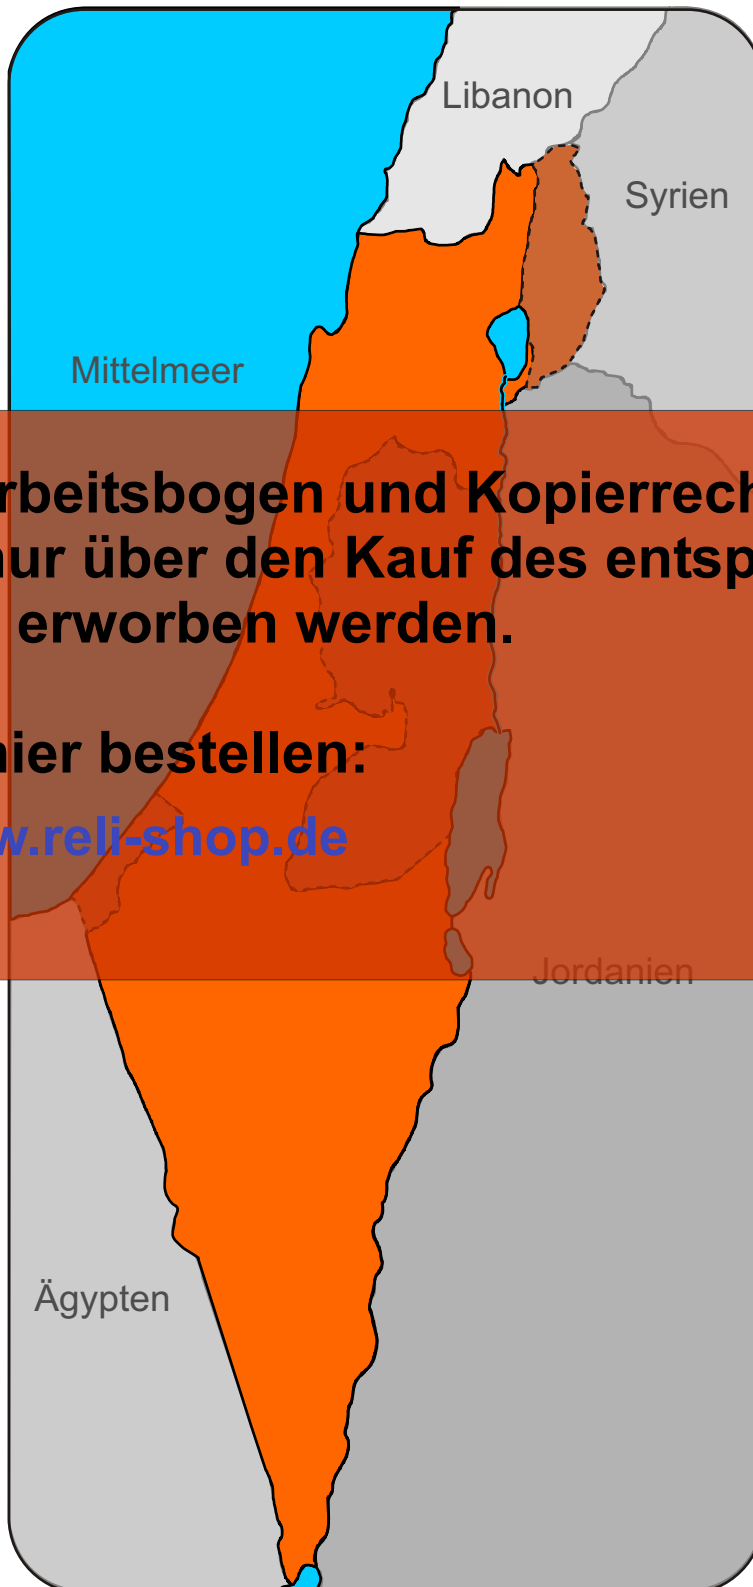 Libanon
Syrien
Mittelmeer
rbeitsbogen und Kopierrech
nur über den Kauf des entsp
erworben werden.
hier bestellen:
w.reli-shop.de
Jordanien
Ägypten